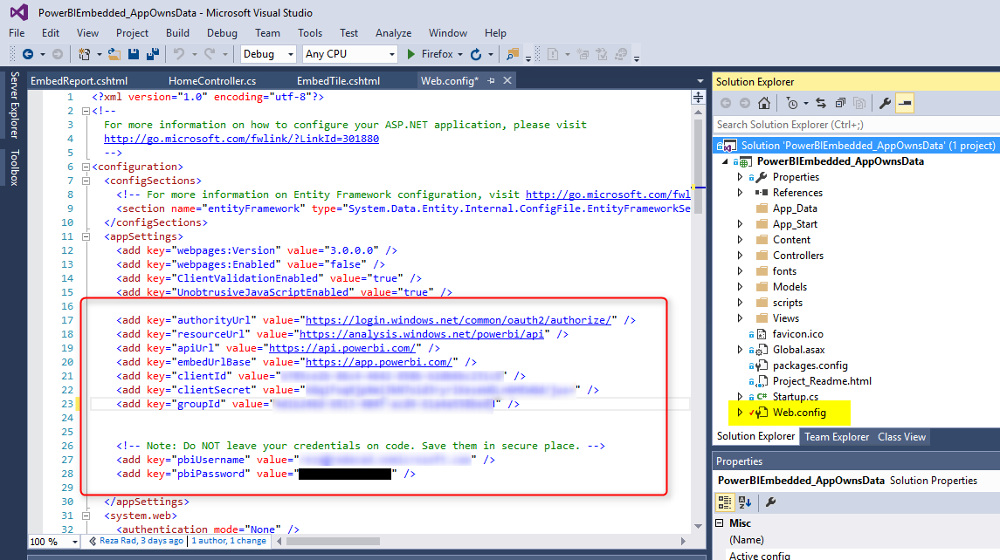 PowerBIEmbedded_AppOwnsData - Microsoft Visual Studio
File Edit View Project Build Debug Team Tools Test Analyze Window Help
Debug Any CPU Firefox
Server Explorer
Toolbox
EmbedReport.cshtml HomeController.cs EmbedTile.cshtml Web.config*
1 <?xml version="1.0" encoding="utf-8"?>
2 <!--
3 For more information on how to configure your ASP.NET application, please visit
4 http://go.microsoft.com/fwlink/?LinkId=301880
5 -->
6 <configuration>
7 <configSections>
8 <!-- For more information on Entity Framework configuration, visit http://go.microsoft.com/fwl
9 <section name="entityFramework" type="System.Data.Entity.Internal.ConfigFile.EntityFrameworkSe
10 </configSections>
11 <appSettings>
12 <add key="webpages:Version" value="3.0.0.0" />
13 <add key="webpages:Enabled" value="false" />
14 <add key="ClientValidationEnabled" value="true" />
15 <add key="UnobtrusiveJavaScriptEnabled" value="true" />
16
17 <add key="authorityUrl" value="https://login.windows.net/common/oauth2/authorize/" />
18 <add key="resourceUrl" value="https://analysis.windows.net/powerbi/api" />
19 <add key="apiUrl" value="https://api.powerbi.com/" />
20 <add key="embedUrlBase" value="https://app.powerbi.com/" />
21 <add key="clientId" value=" " />
22 <add key="clientSecret" value=" " />
23 <add key="groupId" value=" " />
24
25
26 <!-- Note: Do NOT leave your credentials on code. Save them in secure place. -->
27 <add key="pbiUsername" value=" " />
28 <add key="pbiPassword" value=" " />
29
30 </appSettings>
31 <system.web>
32 <authentication mode="None" />
100 % Reza Rad, 3 days ago | 1 author, 1 change
Solution Explorer
Search Solution Explorer (Ctrl+;)
Solution 'PowerBIEmbedded_AppOwnsData' (1 project)
PowerBIEmbedded_AppOwnsData
Properties
References
App_Data
App_Start
Content
Controllers
fonts
Models
scripts
Views
favicon.ico
Global.asax
packages.config
Project_Readme.html
C# Startup.cs
Web.config
Solution Explorer Team Explorer Class View
Properties
PowerBIEmbedded_AppOwnsData Solution Properties
Misc
(Name)
Active config